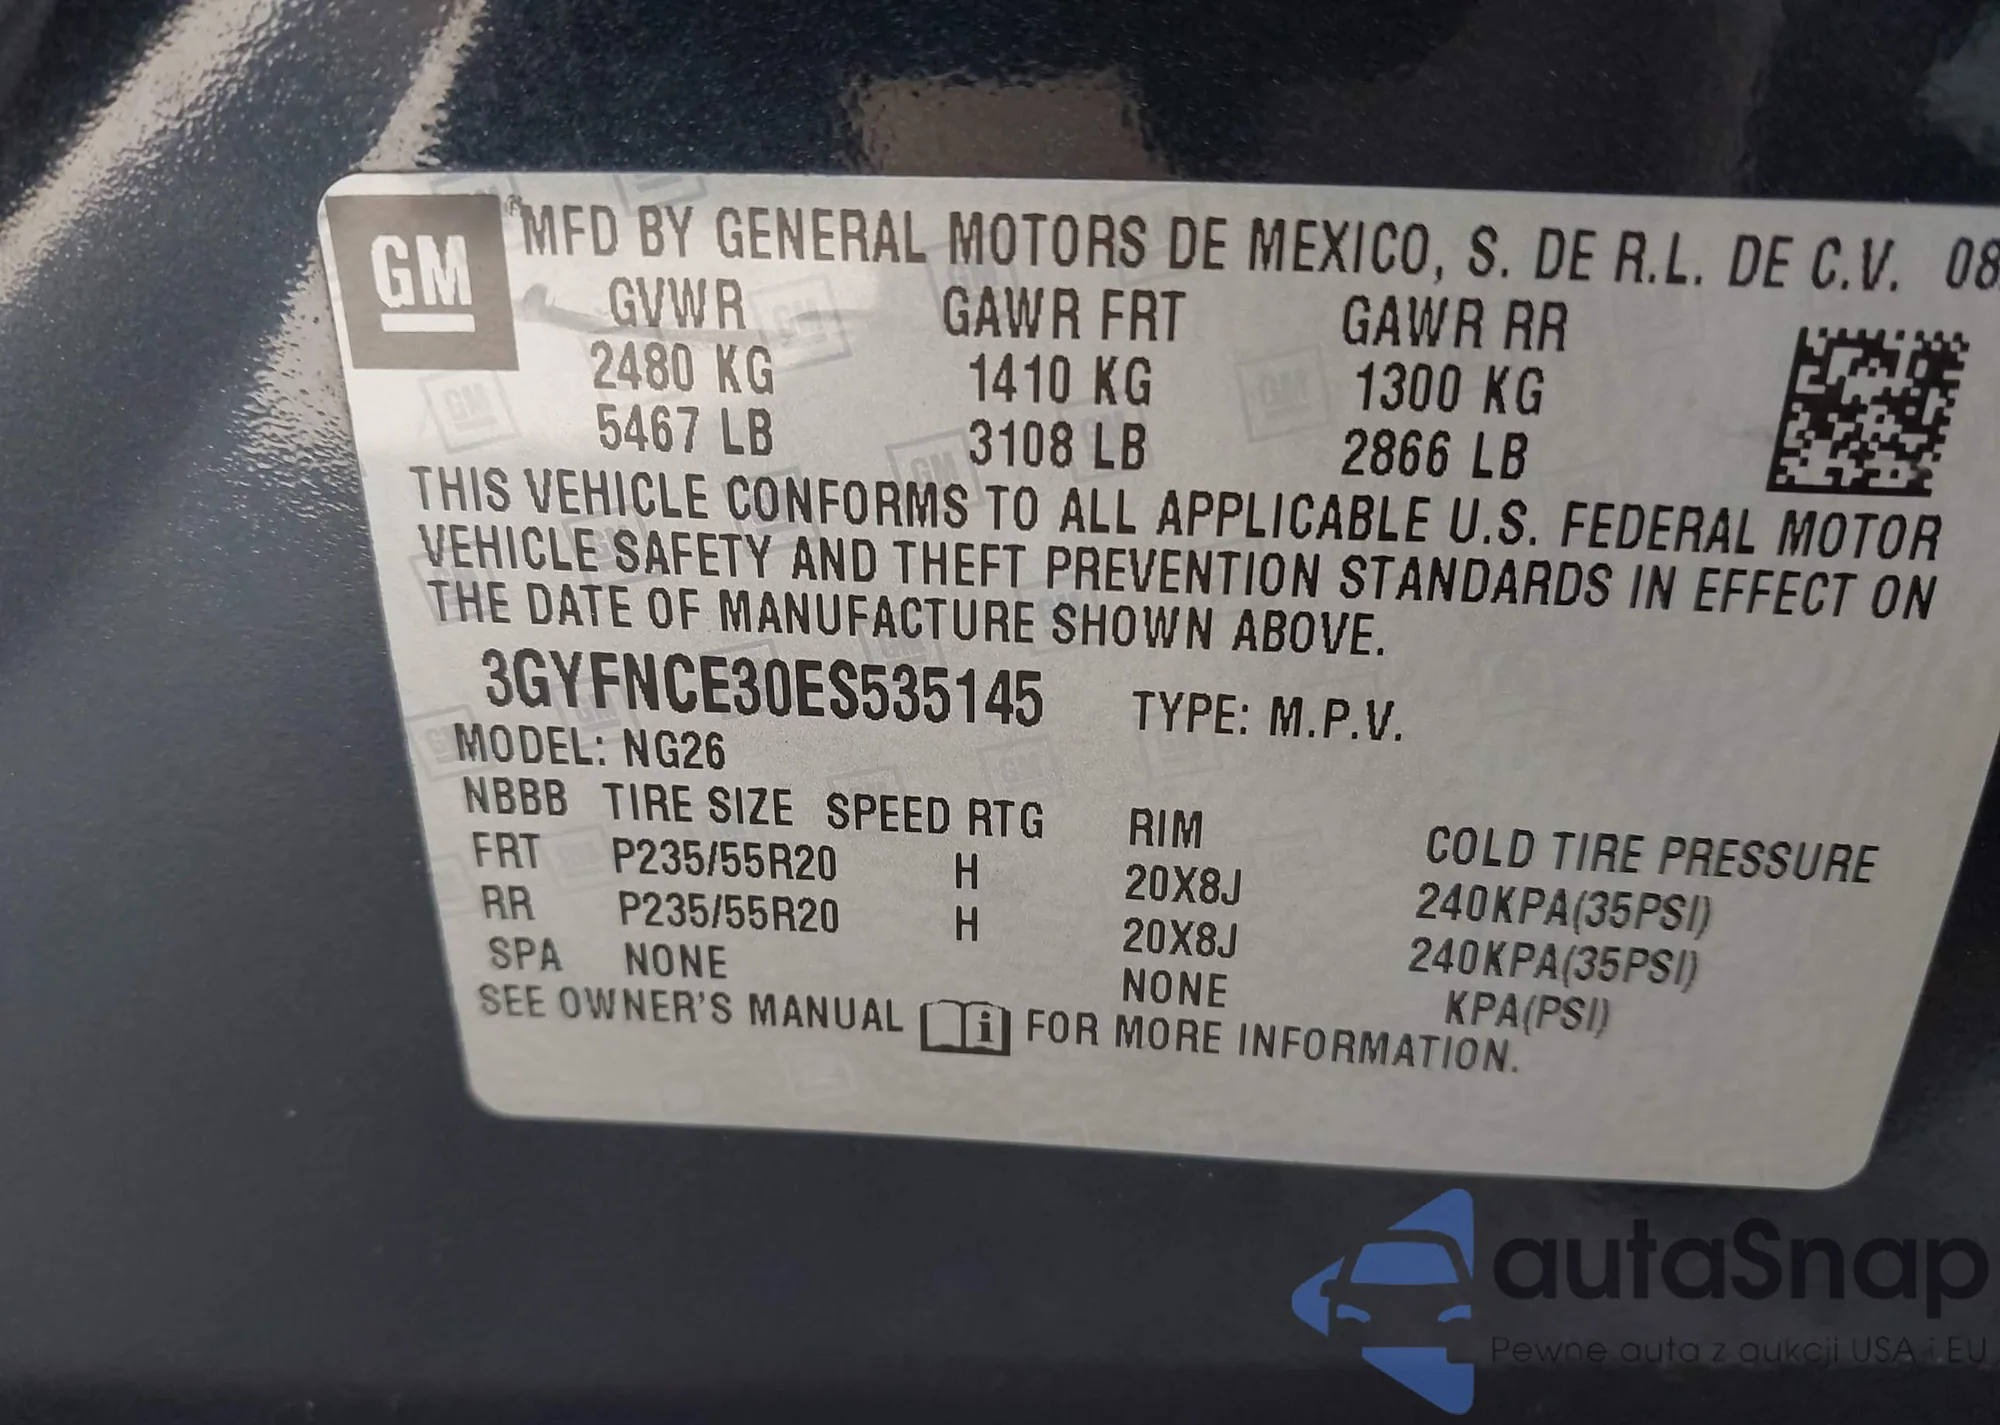 GM
® MFD BY GENERAL MOTORS DE MEXICO, S. DE R.L. DE C.V. 08
GVWR GAWR FRT GAWR RR
2480 KG 1410 KG 1300 KG
5467 LB 3108 LB 2866 LB
THIS VEHICLE CONFORMS TO ALL APPLICABLE U.S. FEDERAL MOTOR
VEHICLE SAFETY AND THEFT PREVENTION STANDARDS IN EFFECT ON
THE DATE OF MANUFACTURE SHOWN ABOVE.
3GYFNCE30ES535145 TYPE: M.P.V.
MODEL: NG26
NBBB TIRE SIZE SPEED RTG RIM COLD TIRE PRESSURE
FRT P235/55R20 H 20X8J 240KPA(35PSI)
RR P235/55R20 H 20X8J 240KPA(35PSI)
SPA NONE NONE KPA(PSI)
SEE OWNER'S MANUAL i FOR MORE INFORMATION.
autaSnap
Pewne auta z aukcji USA i EU